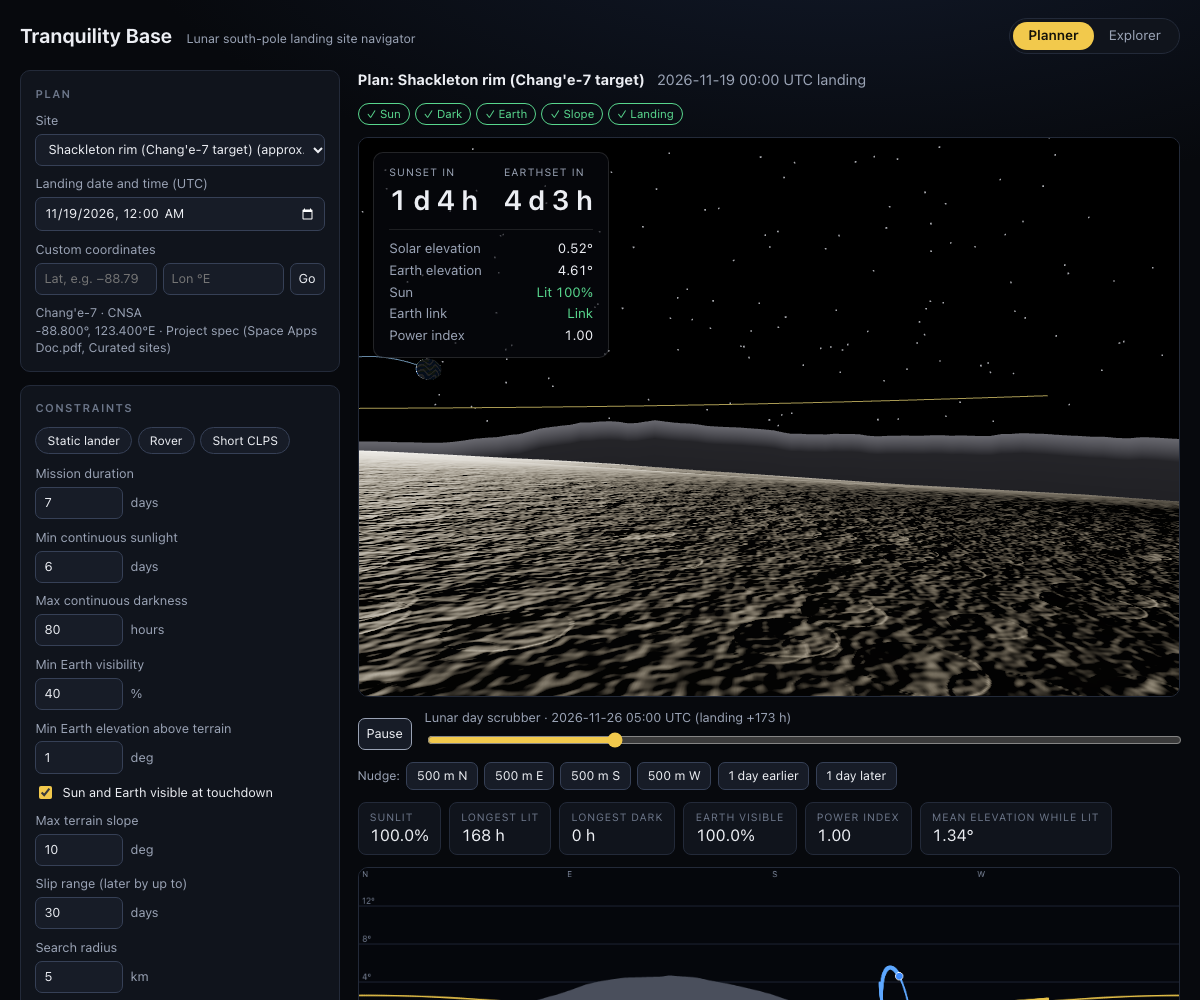 Tranquility Base Lunar south-pole landing site navigator
Planner Explorer
PLAN
Site
Shackleton rim (Chang'e-7 target) (approx.
Landing date and time (UTC)
11/19/2026, 12:00 AM
Custom coordinates
Lat, e.g. −88.79 Lon °E Go
Chang'e-7 · CNSA
-88.800°, 123.400°E · Project spec (Space Apps
Doc.pdf, Curated sites)
CONSTRAINTS
Static lander Rover Short CLPS
Mission duration
7 days
Min continuous sunlight
6 days
Max continuous darkness
80 hours
Min Earth visibility
40 %
Min Earth elevation above terrain
1 deg
Sun and Earth visible at touchdown
Max terrain slope
10 deg
Slip range (later by up to)
30 days
Search radius
5 km
Plan: Shackleton rim (Chang'e-7 target) 2026-11-19 00:00 UTC landing
✓ Sun ✓ Dark ✓ Earth ✓ Slope ✓ Landing
SUNSET IN EARTHSET IN
1 d 4 h 4 d 3 h
Solar elevation 0.52°
Earth elevation 4.61°
Sun Lit 100%
Earth link Link
Power index 1.00
Pause
Lunar day scrubber · 2026-11-26 05:00 UTC (landing +173 h)
Nudge: 500 m N 500 m E 500 m S 500 m W 1 day earlier 1 day later
SUNLIT LONGEST LIT LONGEST DARK EARTH VISIBLE POWER INDEX MEAN ELEVATION WHILE LIT
100.0% 168 h 0 h 100.0% 1.00 1.34°
N E S W
12°
8°
4°